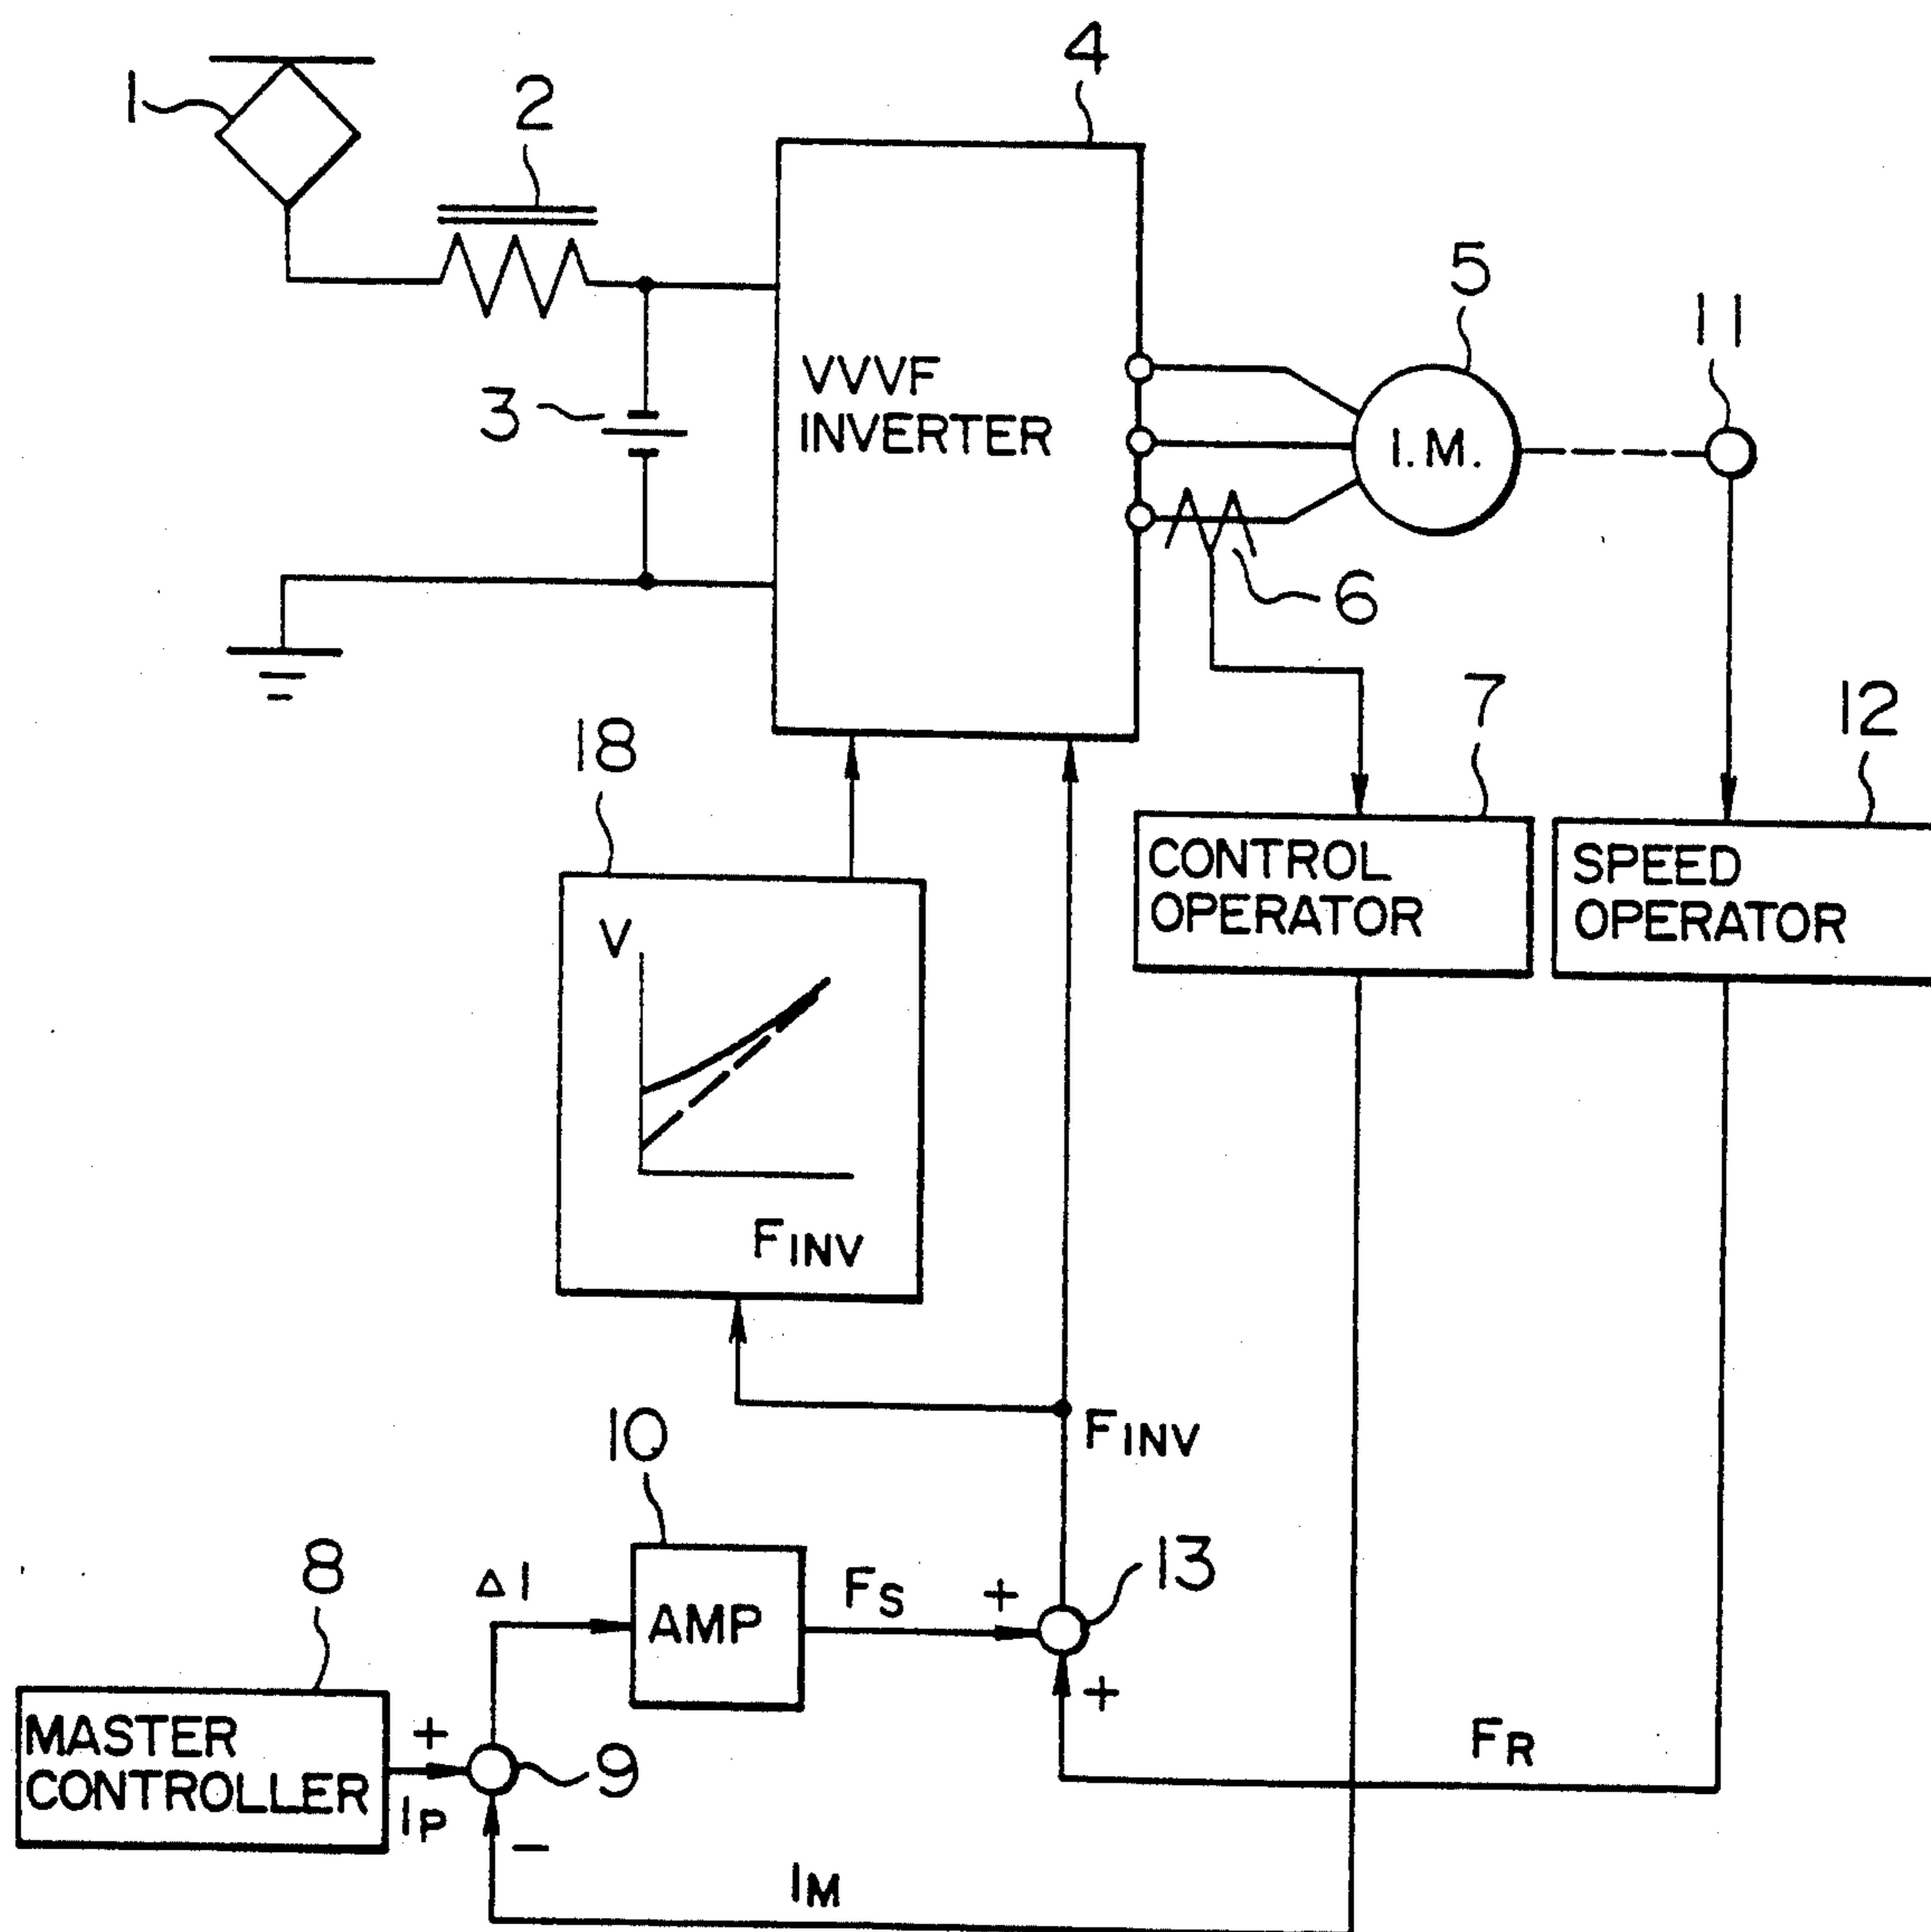 4
1
2
5
11
VVVF
INVERTER
3
I.M.
6
7
12
18
CONTROL
OPERATOR
SPEED
OPERATOR
V
FINV
10
FINV
8
ΔI
AMP
FS
+
13
MASTER
CONTROLLER
+
IP
9
+
FR
−
IM